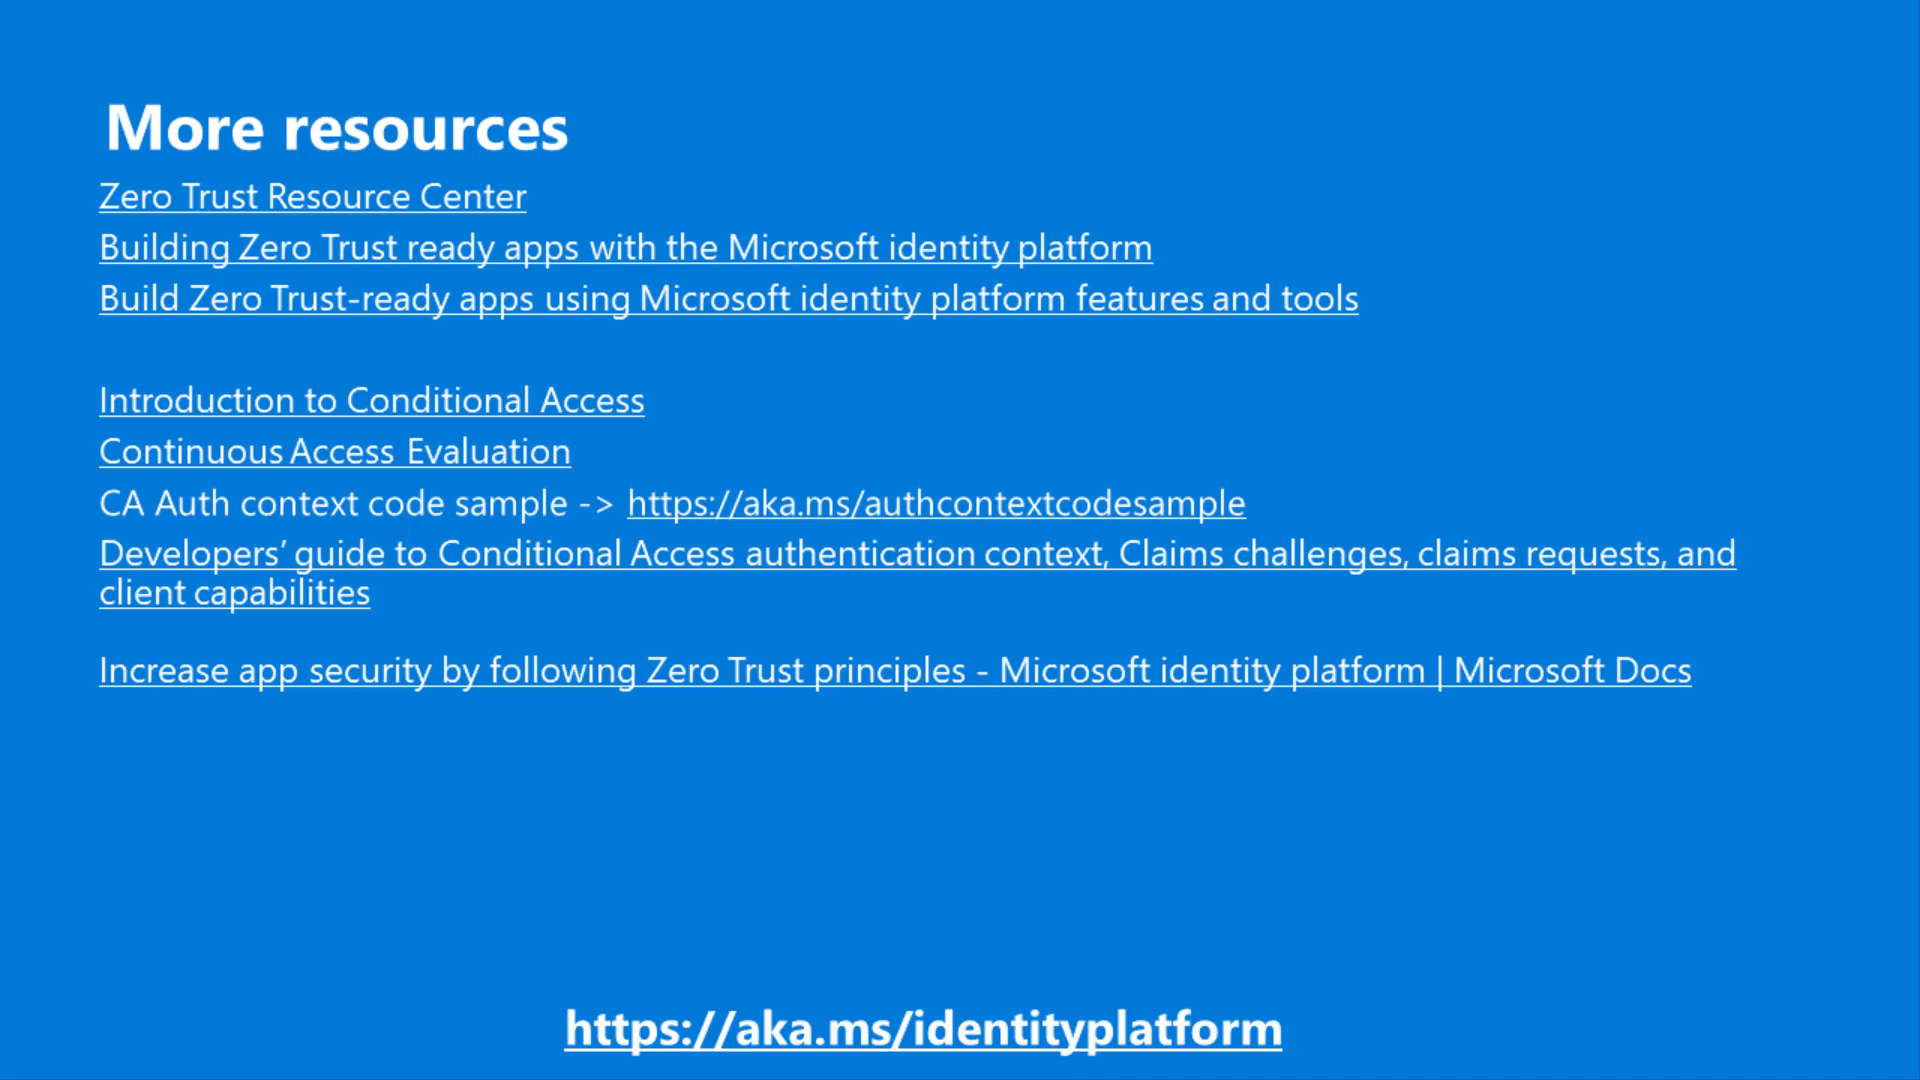 More resources
Zero Trust Resource Center
Building Zero Trust ready apps with the Microsoft identity platform
Build Zero Trust-ready apps using Microsoft identity platform features and tools
Introduction to Conditional Access
Continuous Access Evaluation
CA Auth context code sample -> https://aka.ms/authcontextcodesample
Developers’ guide to Conditional Access authentication context, Claims challenges, claims requests, and
client capabilities
Increase app security by following Zero Trust principles - Microsoft identity platform | Microsoft Docs
https://aka.ms/identityplatform